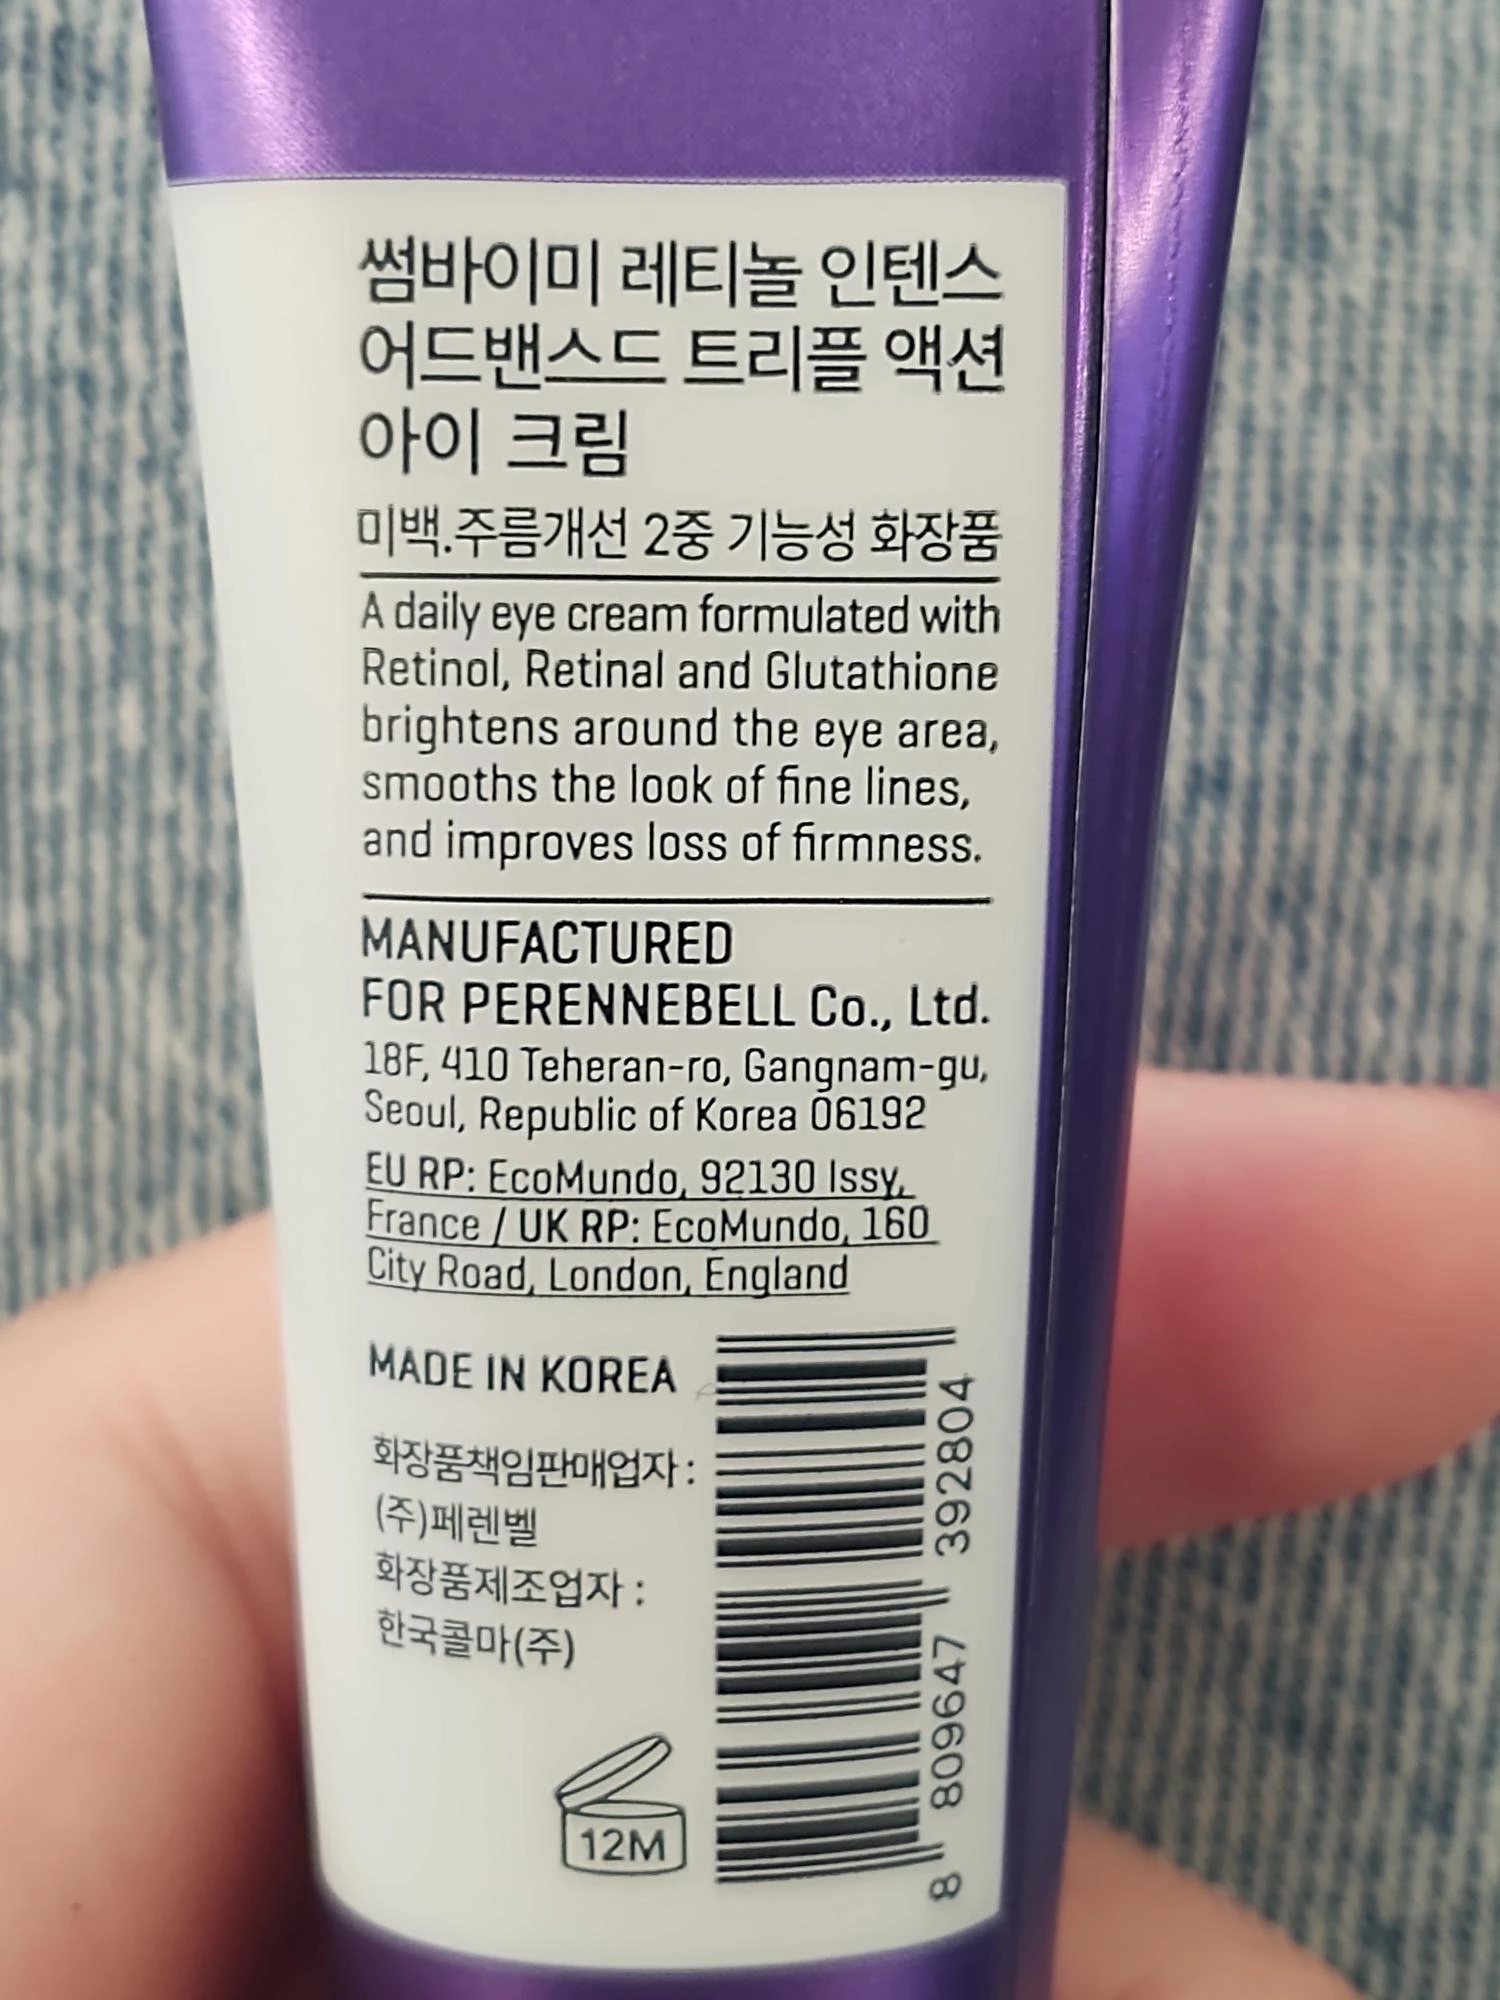 썸바이미 레티놀 인텐스
어드밴스드 트리플 액션
아이 크림
미백.주름개선 2중 기능성 화장품
A daily eye cream formulated with
Retinol, Retinal and Glutathione
brightens around the eye area,
smooths the look of fine lines,
and improves loss of firmness.
MANUFACTURED
FOR PERENNEBELL Co., Ltd.
18F, 410 Teheran-ro, Gangnam-gu,
Seoul, Republic of Korea 06192
EU RP: EcoMundo, 92130 Issy,
France / UK RP: EcoMundo, 160
City Road, London, England
MADE IN KOREA
화장품책임판매업자 :
(주)페렌벨
화장품제조업자 :
한국콜마(주)
12M
8 809647 392804